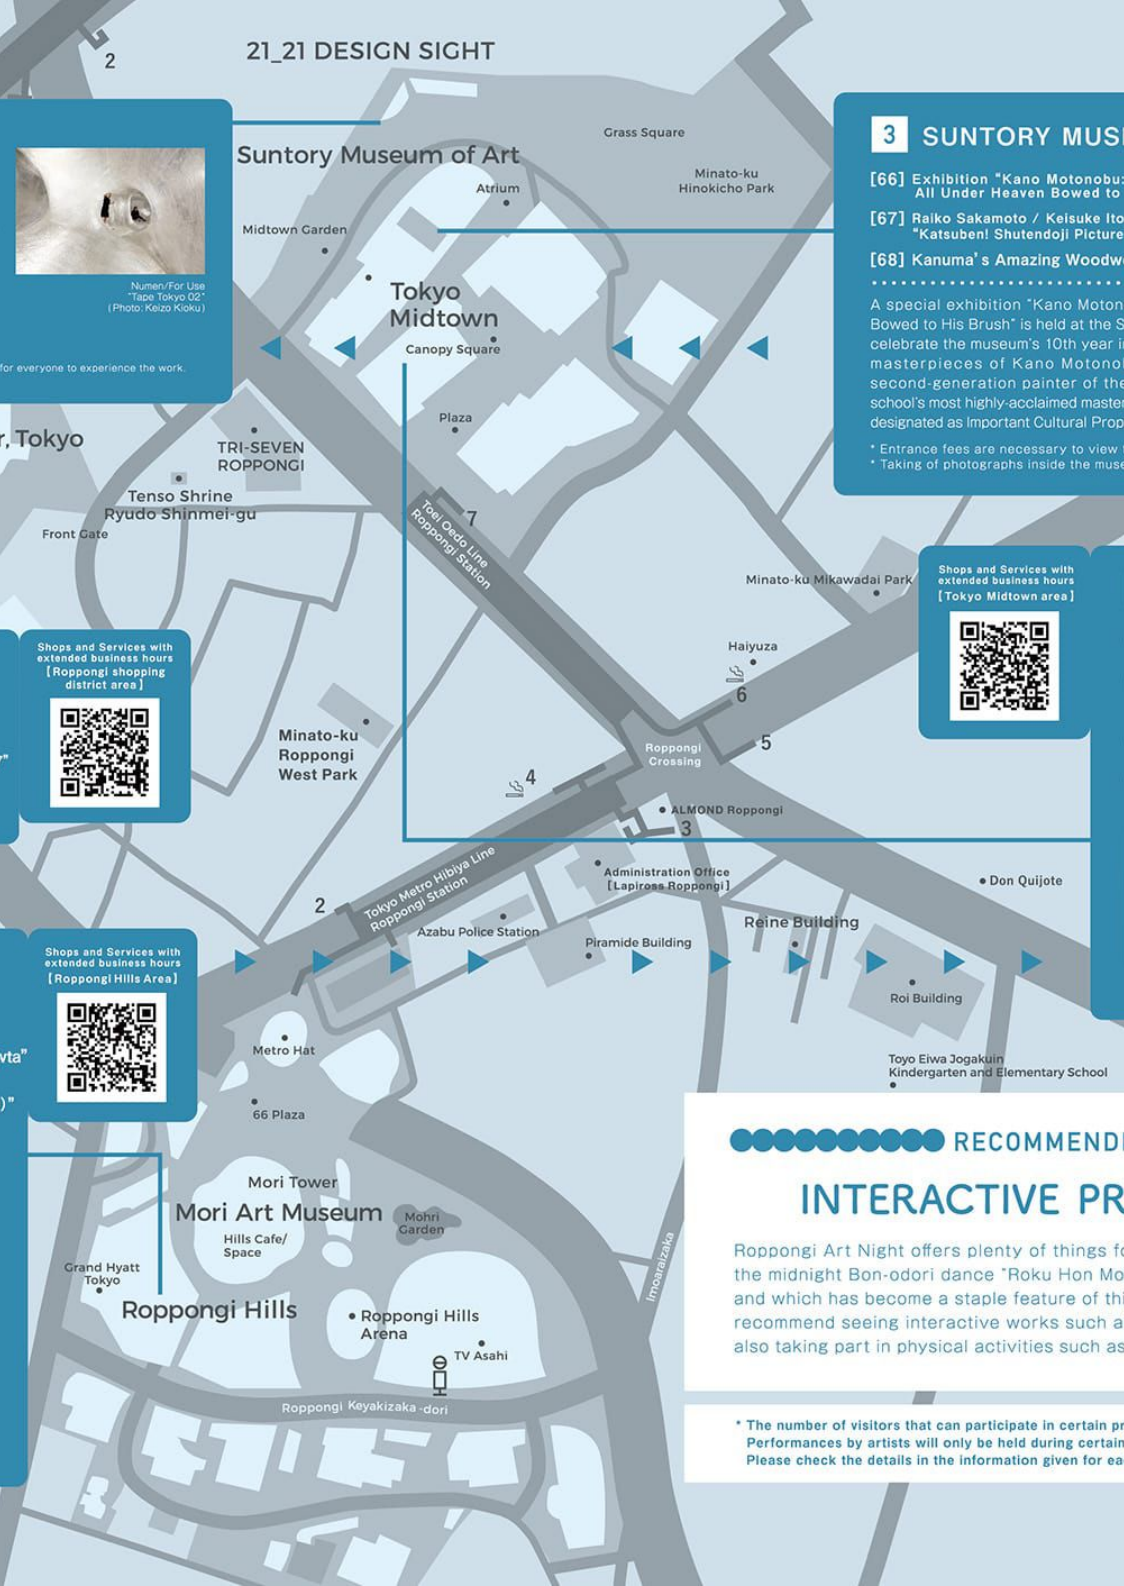 2
21_21 DESIGN SIGHT
Numen/For Use
"Tape Tokyo 02"
(Photo: Keizo Kioku)
for everyone to experience the work.
Suntory Museum of Art
Atrium
Grass Square
Minato-ku
Hinokicho Park
Midtown Garden
Tokyo
Midtown
Canopy Square
Plaza
3 SUNTORY MUS
[66] Exhibition "Kano Motonobu:
All Under Heaven Bowed to
[67] Raiko Sakamoto / Keisuke Ito
"Katsuben! Shutendoji Picture
[68] Kanuma's Amazing Woodw
A special exhibition "Kano Moton
Bowed to His Brush" is held at the S
celebrate the museum's 10th year i
masterpieces of Kano Motono
second-generation painter of the
school's most highly-acclaimed master
designated as Important Cultural Prop
* Entrance fees are necessary to view
* Taking of photographs inside the muse
r, Tokyo
TRI-SEVEN
ROPPONGI
Tenso Shrine
Ryudo Shinmei-gu
Front Gate
7
Toei Oedo Line
Roppongi Station
Minato-ku Mikawadai Park
Shops and Services with
extended business hours
[Tokyo Midtown area]
Shops and Services with
extended business hours
[Roppongi shopping
district area]
Haiyuza
6
5
Minato-ku
Roppongi
West Park
Roppongi
Crossing
4
ALMOND Roppongi
3
Administration Office
[Lapiross Roppongi]
Don Quijote
Tokyo Metro Hibiya Line
Roppongi Station
2
Azabu Police Station
Piramide Building
Reine Building
Roi Building
Shops and Services with
extended business hours
[Roppongi Hills Area]
vta"
)"
Metro Hat
66 Plaza
Toyo Eiwa Jogakuin
Kindergarten and Elementary School
Mori Tower
Mori Art Museum
Hills Cafe/
Space
Mohri
Garden
Grand Hyatt
Tokyo
Roppongi Hills
Roppongi Hills
Arena
TV Asahi
Imoaraizaka
Roppongi Keyakizaka-dori
RECOMMEND
INTERACTIVE PR
Roppongi Art Night offers plenty of things fo
the midnight Bon-odori dance "Roku Hon Mo
and which has become a staple feature of thi
recommend seeing interactive works such a
also taking part in physical activities such as
* The number of visitors that can participate in certain pr
Performances by artists will only be held during certain
Please check the details in the information given for ea